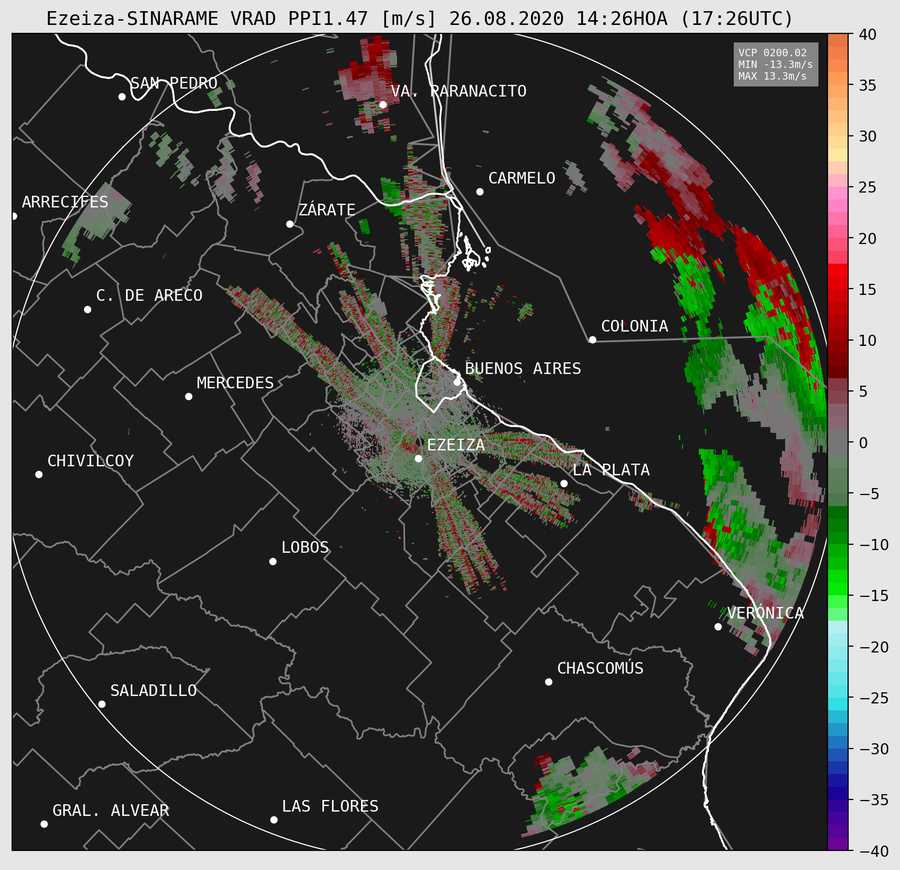 Ezeiza-SINARAME VRAD PPI1.47 [m/s] 26.08.2020 14:26HOA (17:26UTC)
VCP 0200.02
MIN -13.3m/s
MAX 13.3m/s
SAN PEDRO
VA. PARANACITO
CARMELO
ARRECIFES
ZÁRATE
C. DE ARECO
COLONIA
BUENOS AIRES
MERCEDES
EZEIZA
CHIVILCOY
LA PLATA
LOBOS
VERÓNICA
CHASCOMÚS
SALADILLO
GRAL. ALVEAR
LAS FLORES
40
35
30
25
20
15
10
5
0
−5
−10
−15
−20
−25
−30
−35
−40